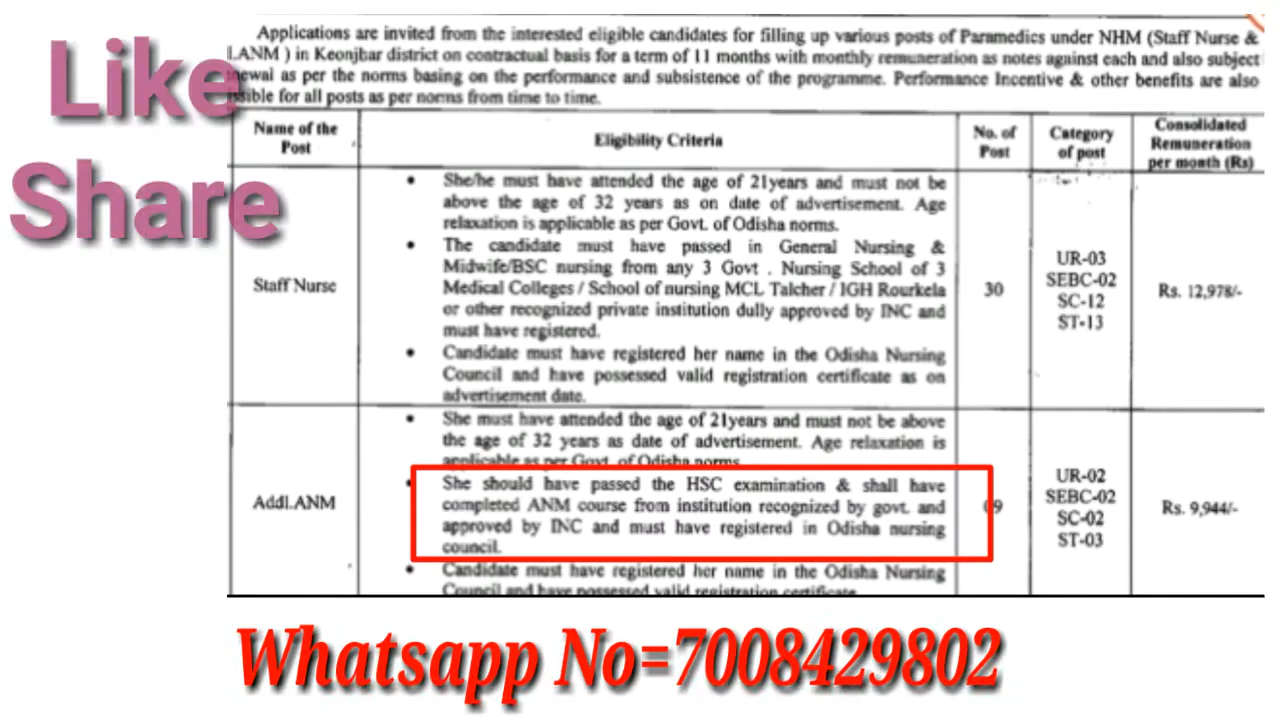 Like
Share
Applications are invited from the interested eligible candidates for filling up various posts of Paramedics under NHM (Staff Nurse &
.ANM ) in Keonjhar district on contractual basis for a term of 11 months with monthly remuneration as notes against each and also subject
newal as per the norms basing on the performance and subsistence of the programme. Performance Incentive & other benefits are also
ssible for all posts as per norms from time to time.
Name of the Post
Eligibility Criteria
No. of Post
Category of post
Consolidated Remuneration per month (Rs)
Staff Nurse
• She/he must have attended the age of 21years and must not be
above the age of 32 years as on date of advertisement. Age
relaxation is applicable as per Govt. of Odisha norms.
• The candidate must have passed in General Nursing &
Midwife/BSC nursing from any 3 Govt . Nursing School of 3
Medical Colleges / School of nursing MCL Talcher / IGH Rourkela
or other recognized private institution dully approved by INC and
must have registered.
• Candidate must have registered her name in the Odisha Nursing
Council and have possessed valid registration certificate as on
advertisement date.
30
UR-03
SEBC-02
SC-12
ST-13
Rs. 12,978/-
Addl.ANM
• She must have attended the age of 21years and must not be above
the age of 32 years as date of advertisement. Age relaxation is
applicable as per Govt. of Odisha norms.
• She should have passed the HSC examination & shall have
completed ANM course from institution recognized by govt. and
approved by INC and must have registered in Odisha nursing
council.
• Candidate must have registered her name in the Odisha Nursing
Council and have possessed valid registration certificate
09
UR-02
SEBC-02
SC-02
ST-03
Rs. 9,944/-
Whatsapp No=7008429802